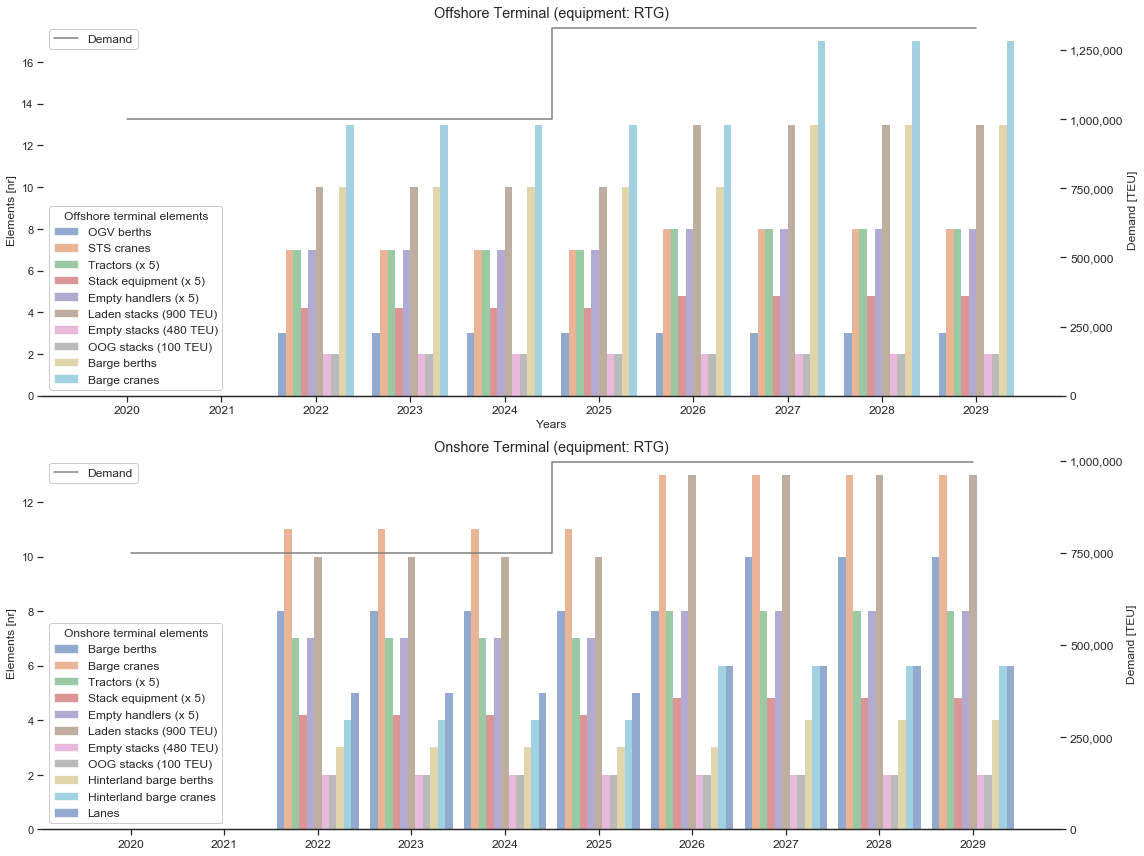 Offshore Terminal (equipment: RTG)
Demand
16
14
12
10
8
6
4
2
0
Elements [nr]
1,250,000
1,000,000
750,000
500,000
250,000
0
Demand [TEU]
Offshore terminal elements
OGV berths
STS cranes
Tractors (x 5)
Stack equipment (x 5)
Empty handlers (x 5)
Laden stacks (900 TEU)
Empty stacks (480 TEU)
OOG stacks (100 TEU)
Barge berths
Barge cranes
2020 2021 2022 2023 2024 2025 2026 2027 2028 2029
Years
Onshore Terminal (equipment: RTG)
Demand
12
10
8
6
4
2
0
Elements [nr]
1,000,000
750,000
500,000
250,000
0
Demand [TEU]
Onshore terminal elements
Barge berths
Barge cranes
Tractors (x 5)
Stack equipment (x 5)
Empty handlers (x 5)
Laden stacks (900 TEU)
Empty stacks (480 TEU)
OOG stacks (100 TEU)
Hinterland barge berths
Hinterland barge cranes
Lanes
2020 2021 2022 2023 2024 2025 2026 2027 2028 2029